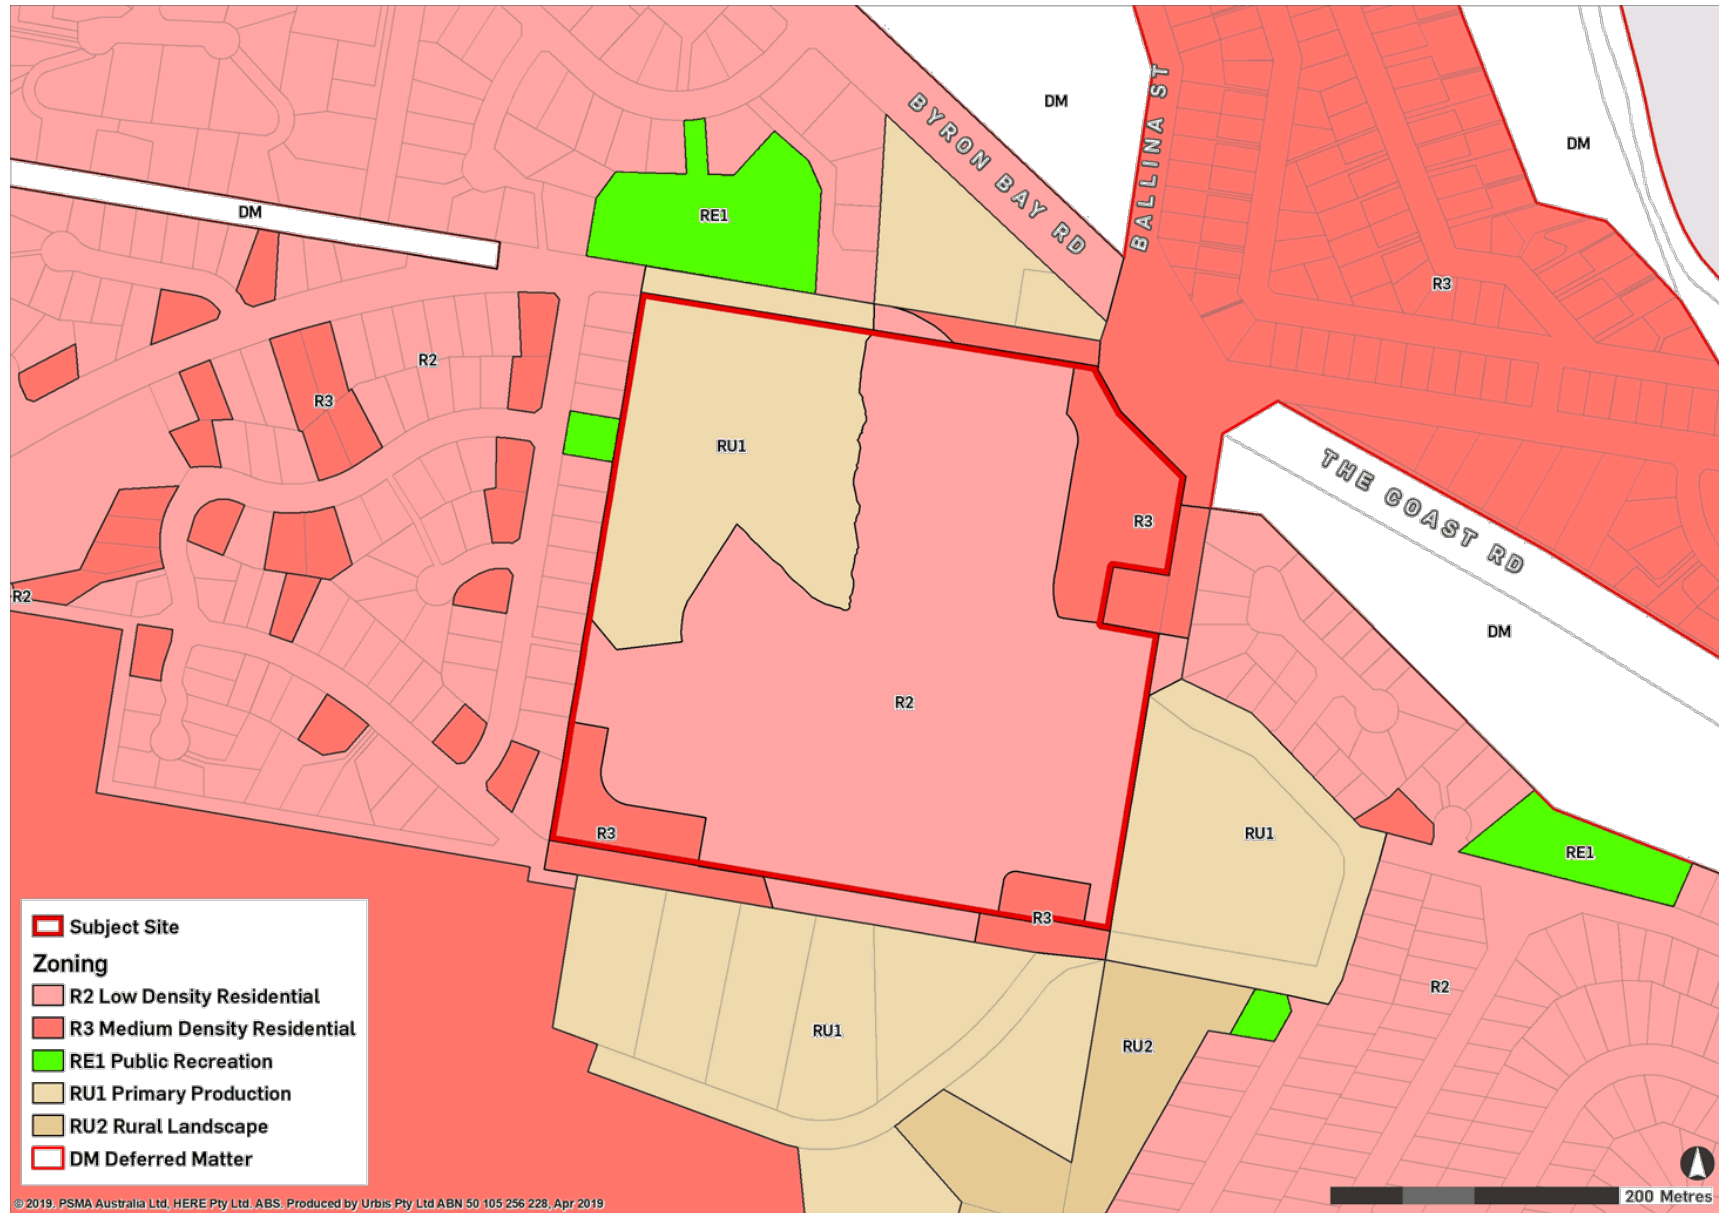 DM
BYRON BAY RD
BALLINA ST
DM
DM
RE1
R3
R2
R3
RU1
THE COAST RD
R3
R2
DM
R2
R3
RU1
RE1
R3
R2
RU1
RU2
Subject Site
Zoning
R2 Low Density Residential
R3 Medium Density Residential
RE1 Public Recreation
RU1 Primary Production
RU2 Rural Landscape
DM Deferred Matter
© 2019. PSMA Australia Ltd, HERE Pty Ltd. ABS. Produced by Urbis Pty Ltd ABN 50 105 256 228, Apr 2019
200 Metres